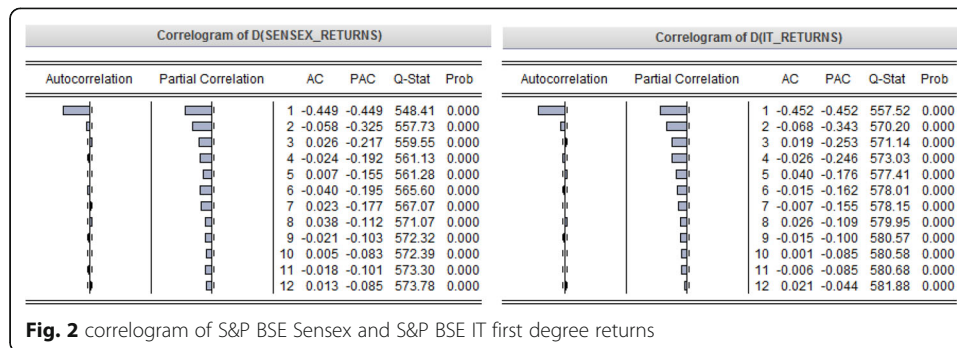 Correlogram of D(SENSEX_RETURNS)
Autocorrelation Partial Correlation AC PAC Q-Stat Prob
1 -0.449 -0.449 548.41 0.000
2 -0.058 -0.325 557.73 0.000
3 0.026 -0.217 559.55 0.000
4 -0.024 -0.192 561.13 0.000
5 0.007 -0.155 561.28 0.000
6 -0.040 -0.195 565.60 0.000
7 0.023 -0.177 567.07 0.000
8 0.038 -0.112 571.07 0.000
9 -0.021 -0.103 572.32 0.000
10 0.005 -0.083 572.39 0.000
11 -0.018 -0.101 573.30 0.000
12 0.013 -0.085 573.78 0.000
Correlogram of D(IT_RETURNS)
Autocorrelation Partial Correlation AC PAC Q-Stat Prob
1 -0.452 -0.452 557.52 0.000
2 -0.068 -0.343 570.20 0.000
3 0.019 -0.253 571.14 0.000
4 -0.026 -0.246 573.03 0.000
5 0.040 -0.176 577.41 0.000
6 -0.015 -0.162 578.01 0.000
7 -0.007 -0.155 578.15 0.000
8 0.026 -0.109 579.95 0.000
9 -0.015 -0.100 580.57 0.000
10 0.001 -0.085 580.58 0.000
11 -0.006 -0.085 580.68 0.000
12 0.021 -0.044 581.88 0.000
Fig. 2 correlogram of S&P BSE Sensex and S&P BSE IT first degree returns